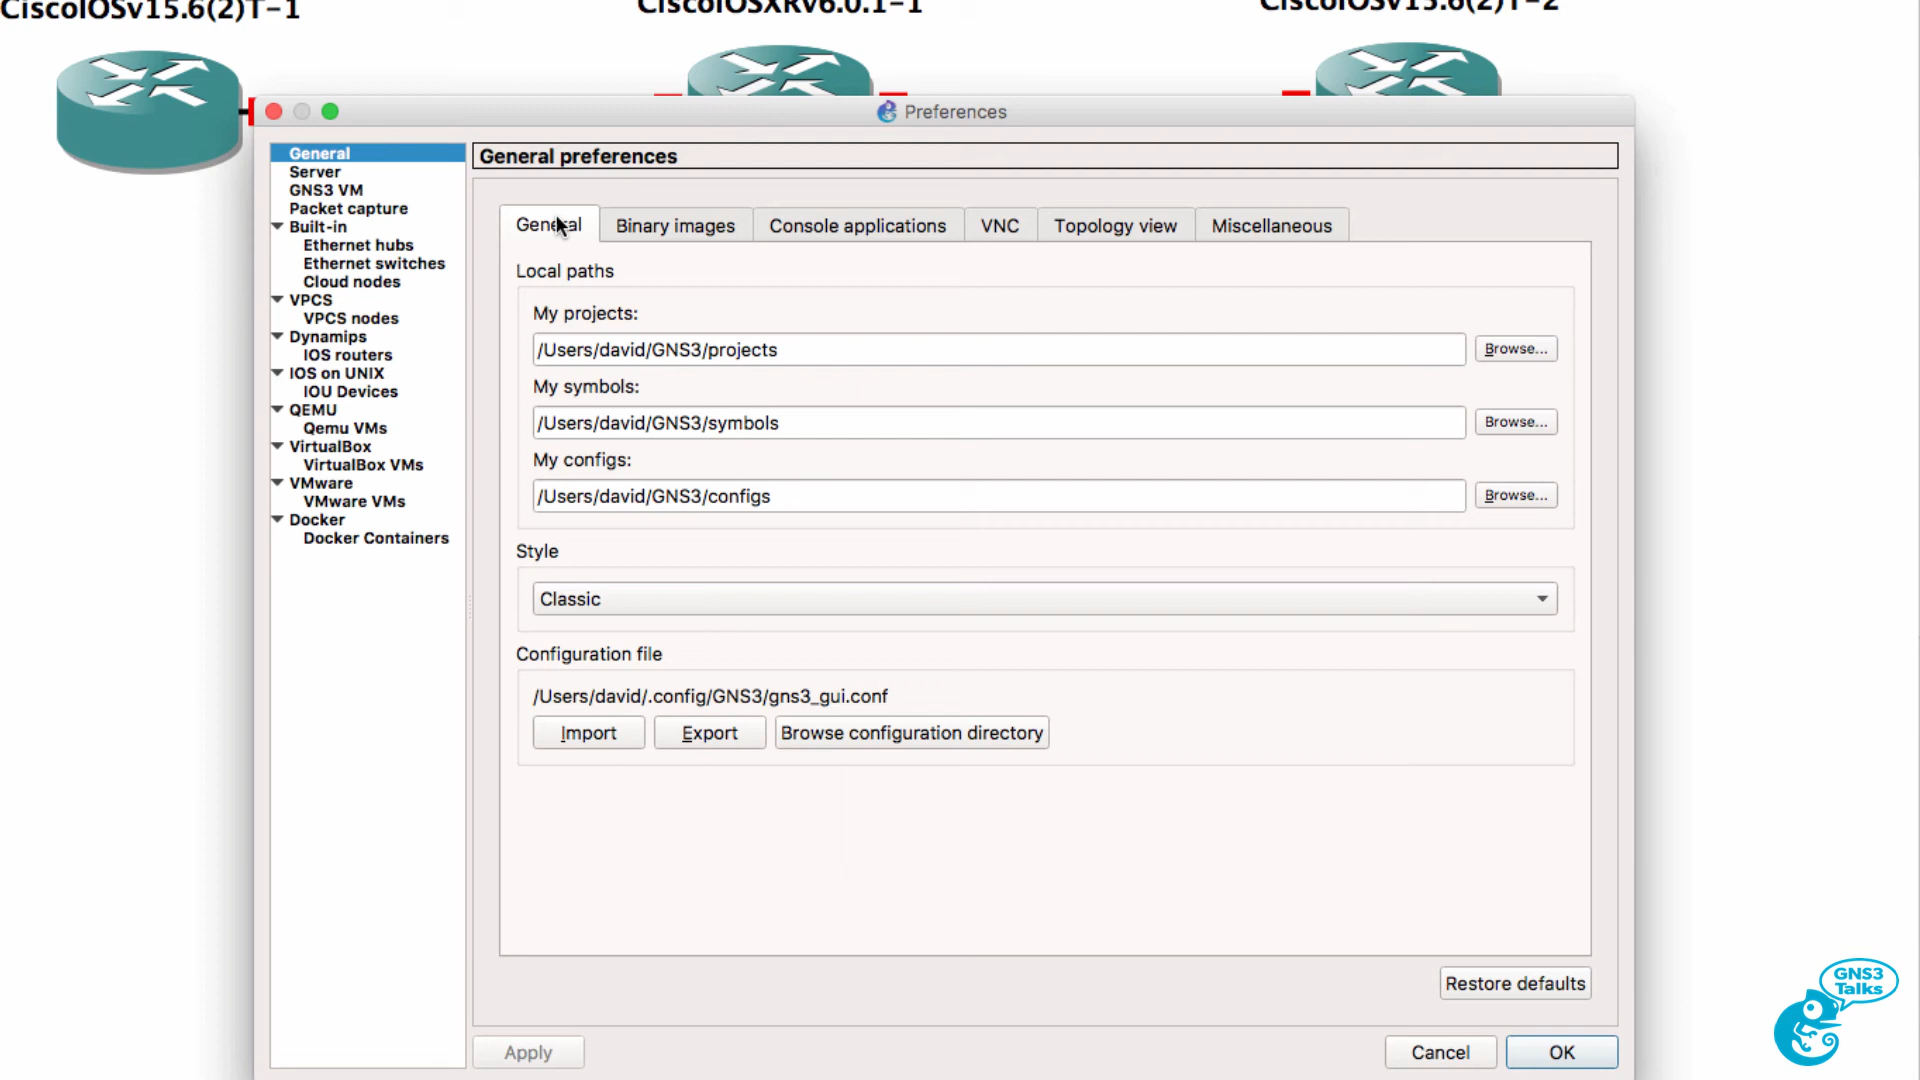 CiscoIOSv15.6(2)T-1
CiscoIOSXRv6.0.1-1
CiscoIOSv15.6(2)T-2
Preferences
General
Server
GNS3 VM
Packet capture
Built-in
Ethernet hubs
Ethernet switches
Cloud nodes
VPCS
VPCS nodes
Dynamips
IOS routers
IOS on UNIX
IOU Devices
QEMU
Qemu VMs
VirtualBox
VirtualBox VMs
VMware
VMware VMs
Docker
Docker Containers
General preferences
General
Binary images
Console applications
VNC
Topology view
Miscellaneous
Local paths
My projects:
/Users/david/GNS3/projects
Browse...
My symbols:
/Users/david/GNS3/symbols
Browse...
My configs:
/Users/david/GNS3/configs
Browse...
Style
Classic
Configuration file
/Users/david/.config/GNS3/gns3_gui.conf
Import
Export
Browse configuration directory
Restore defaults
Apply
Cancel
OK
GNS3
Talks